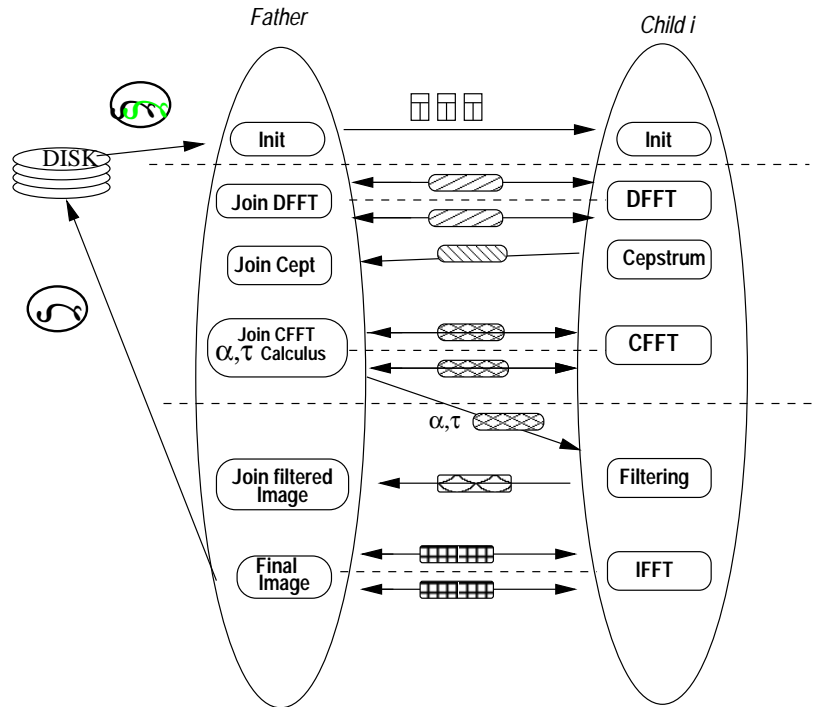 Father
Child i
Init
Init
DISK
Join DFFT
DFFT
Join Cept
Cepstrum
Join CFFT
α,τ Calculus
CFFT
α,τ
Join filtered
Image
Filtering
Final
Image
IFFT